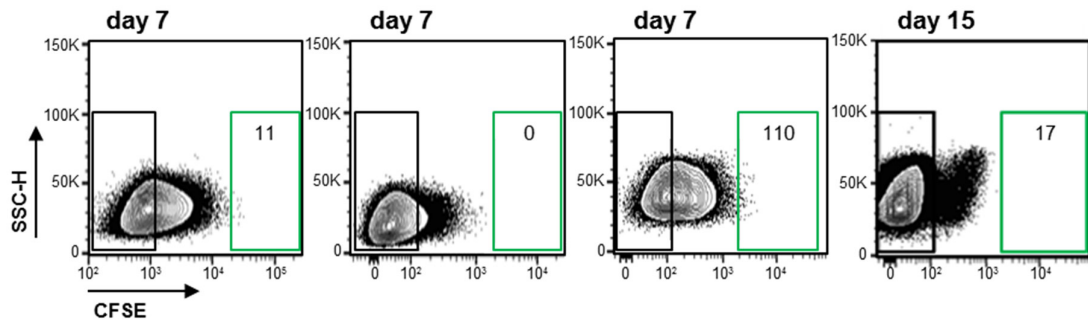 day 7 day 7 day 7 day 15
150K 150K 150K 150K
100K 100K 100K 100K
11 0 110 17
50K 50K 50K 50K
0 0 0 0
SSC-H
10² 10³ 10⁴ 10⁵ 0 10² 10³ 10⁴ 0 10² 10³ 10⁴ 0 10² 10³ 10⁴
CFSE